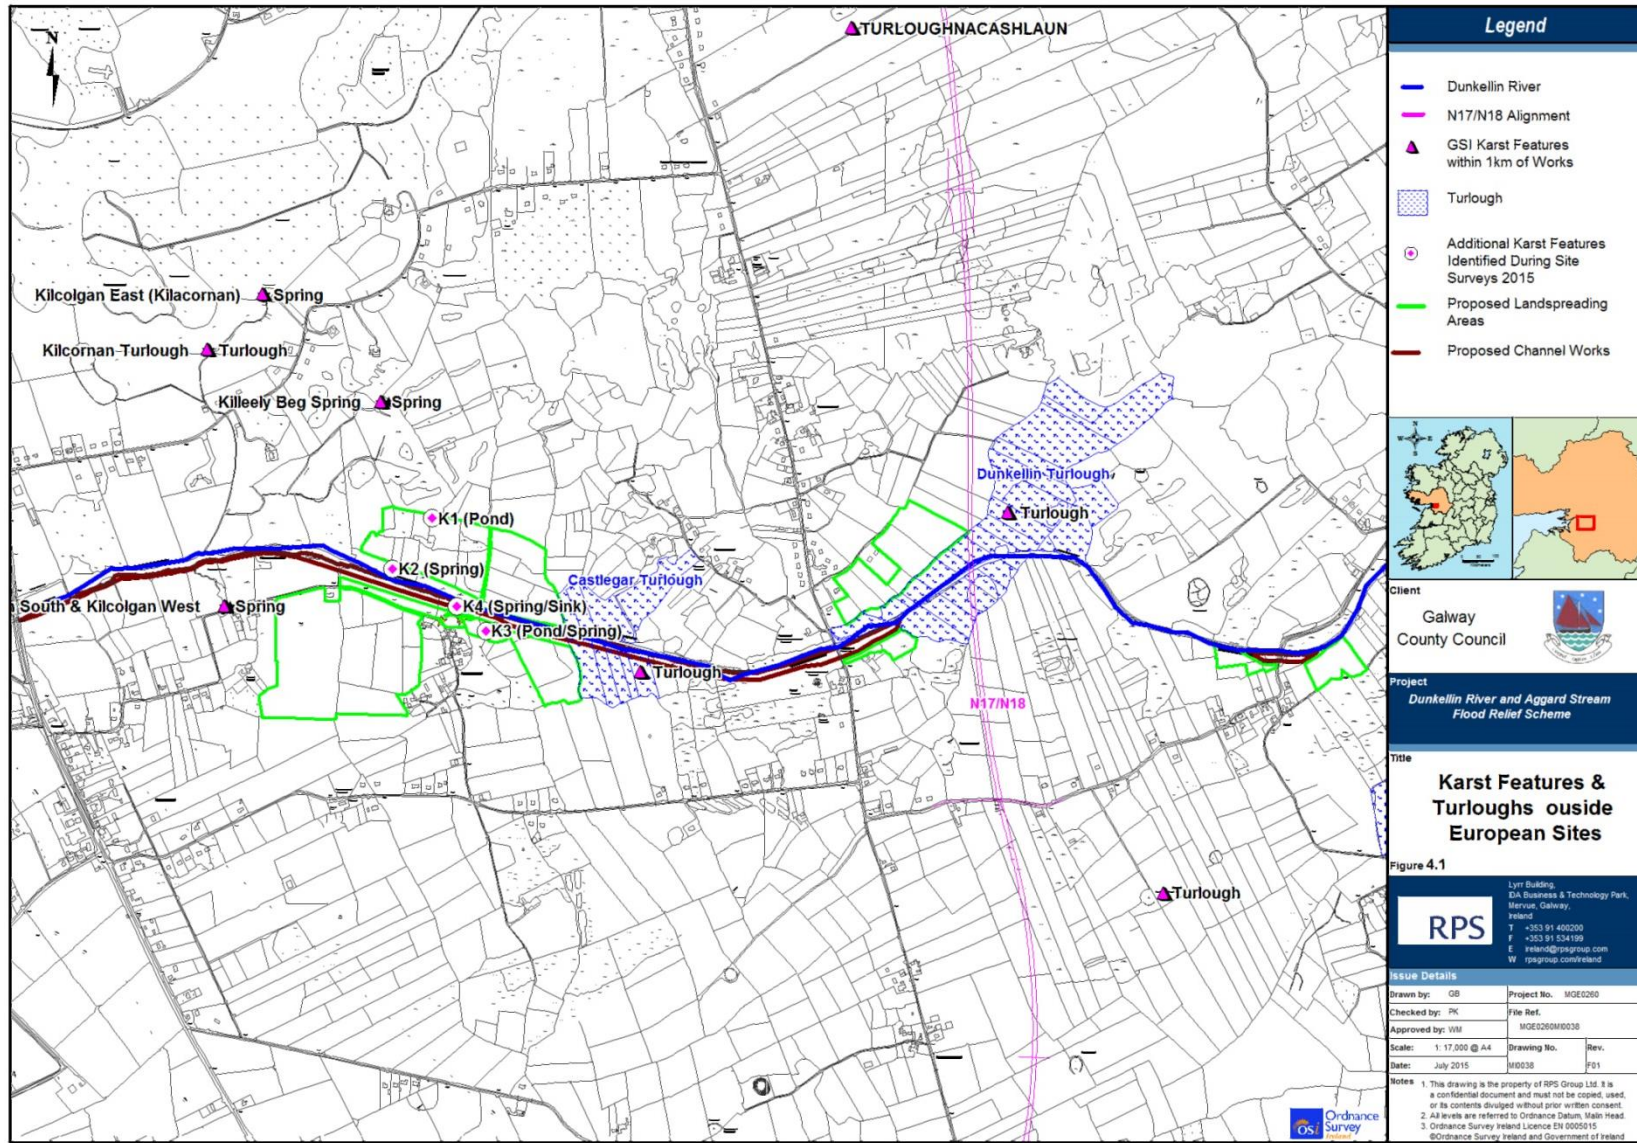 N
TURLOUGHNACASHLAUN
Kilcolgan East (Kilacornan) Spring
Kilcornan Turlough Turlough
Killeely Beg Spring Spring
Dunkellin Turlough
Turlough
K1 (Pond)
K2 (Spring)
Castlegar Turlough
South & Kilcolgan West Spring
K4 (Spring/Sink)
K3 (Pond/Spring)
Turlough
N17/N18
Turlough
OSi
Ordnance
Survey
Ireland
Legend
Dunkellin River
N17/N18 Alignment
GSI Karst Features
within 1km of Works
Turlough
Additional Karst Features
Identified During Site
Surveys 2015
Proposed Landspreading
Areas
Proposed Channel Works
N
W E
S
Client
Galway
County Council
Project
Dunkellin River and Aggard Stream
Flood Relief Scheme
Title
Karst Features &
Turloughs ouside
European Sites
Figure 4.1
RPS
Lyrr Building,
IDA Business & Technology Park,
Mervue, Galway,
Ireland
T +353 91 400200
F +353 91 534199
E ireland@rpsgroup.com
W rpsgroup.com/ireland
Issue Details
Drawn by: GB Project No. MGE0260
Checked by: PK File Ref.
Approved by: WM MGE0260MI0038
Scale: 1: 17,000 @ A4 Drawing No. Rev.
Date: July 2015 MI0038 F01
Notes 1. This drawing is the property of RPS Group Ltd. It is
a confidential document and must not be copied, used,
or its contents divulged without prior written consent.
2. All levels are referred to Ordnance Datum, Malin Head.
3. Ordnance Survey Ireland Licence EN 0005015
©Ordnance Survey Ireland and Government of Ireland